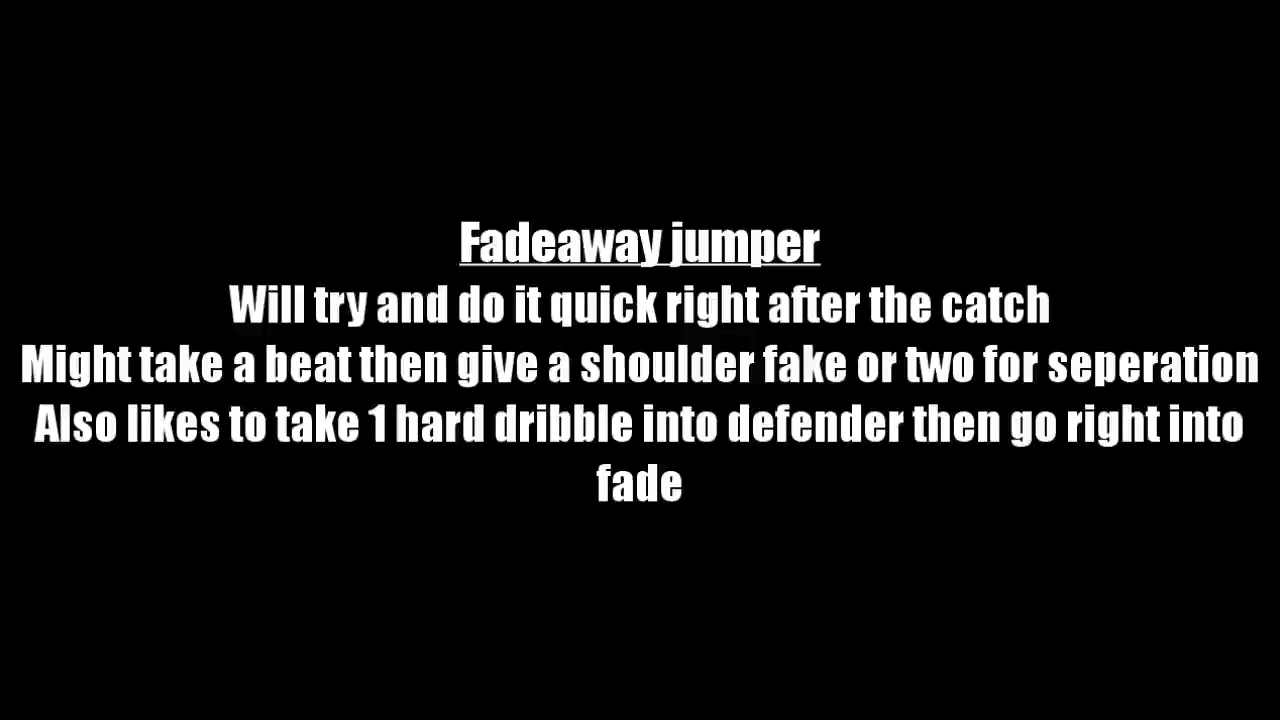 Fadeaway jumper
Will try and do it quick right after the catch
Might take a beat then give a shoulder fake or two for seperation
Also likes to take 1 hard dribble into defender then go right into
fade